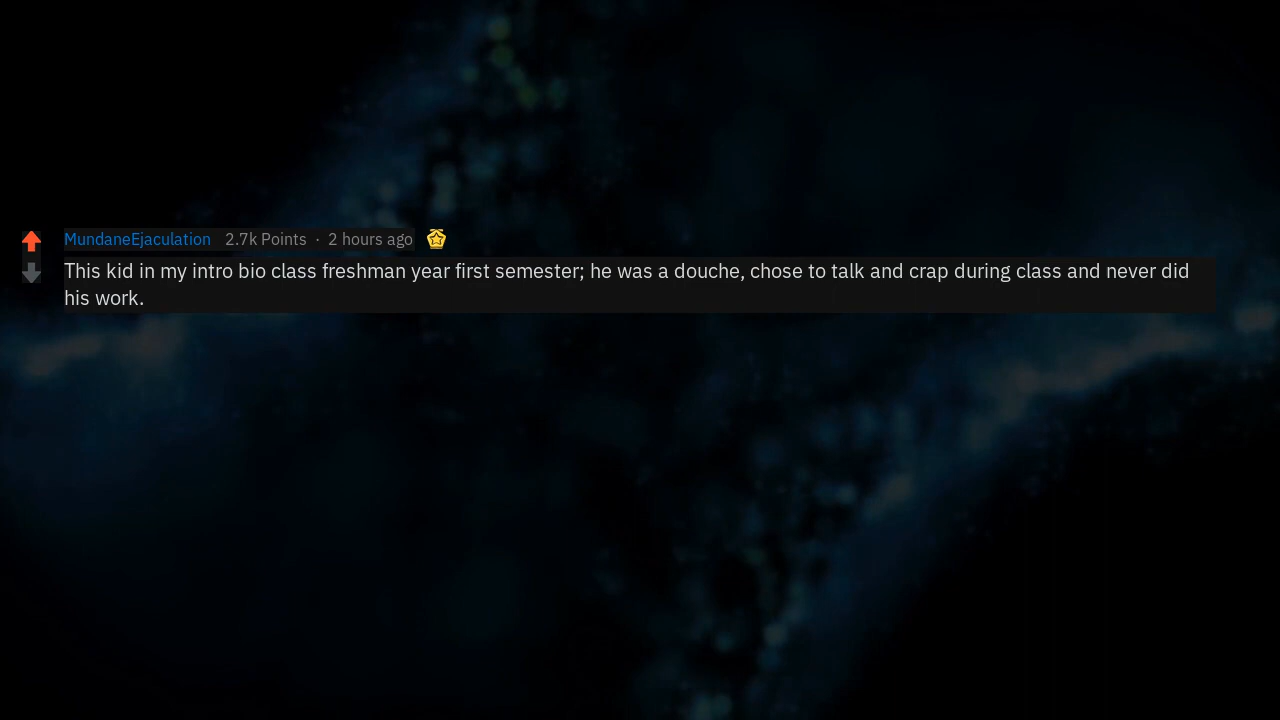 MundaneEjaculation 2.7k Points · 2 hours ago
This kid in my intro bio class freshman year first semester; he was a douche, chose to talk and crap during class and never did
his work.